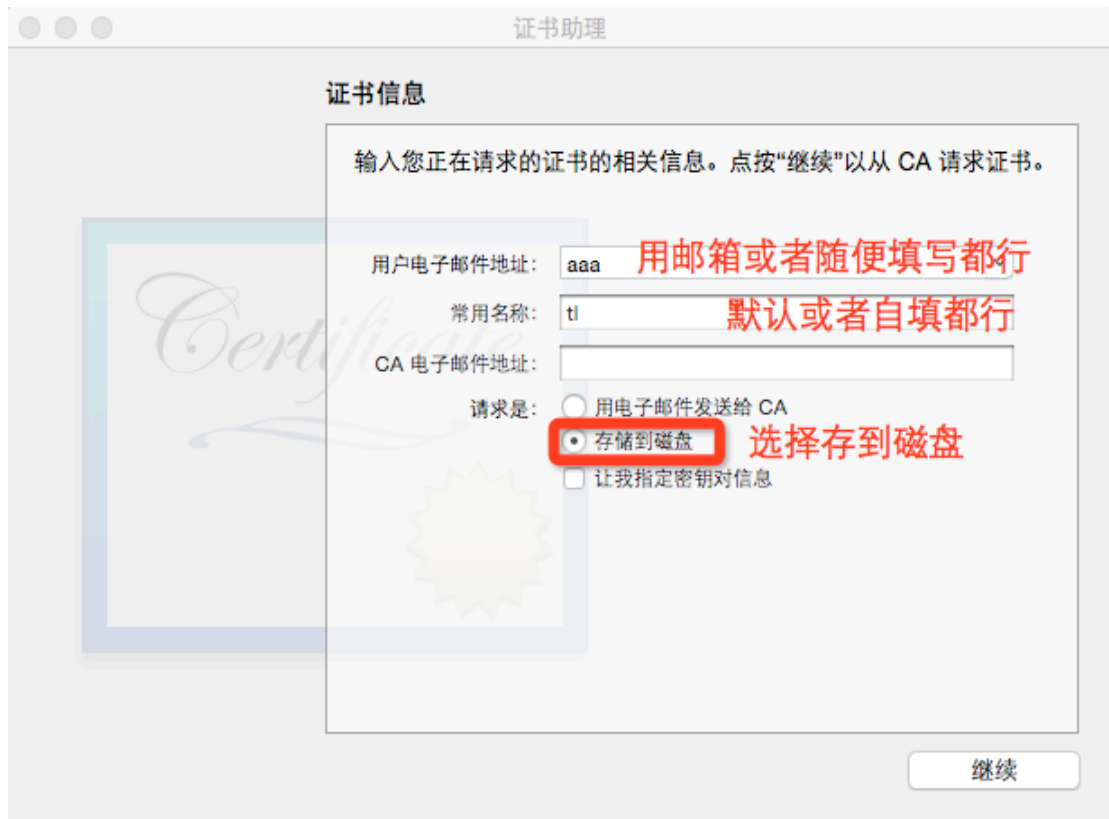 证书助理
证书信息
输入您正在请求的证书的相关信息。点按“继续”以从 CA 请求证书。
用户电子邮件地址： aaa 用邮箱或者随便填写都行
常用名称： tl 默认或者自填都行
CA 电子邮件地址：
请求是： 用电子邮件发送给 CA
存储到磁盘 选择存到磁盘
让我指定密钥对信息
Certificate
继续